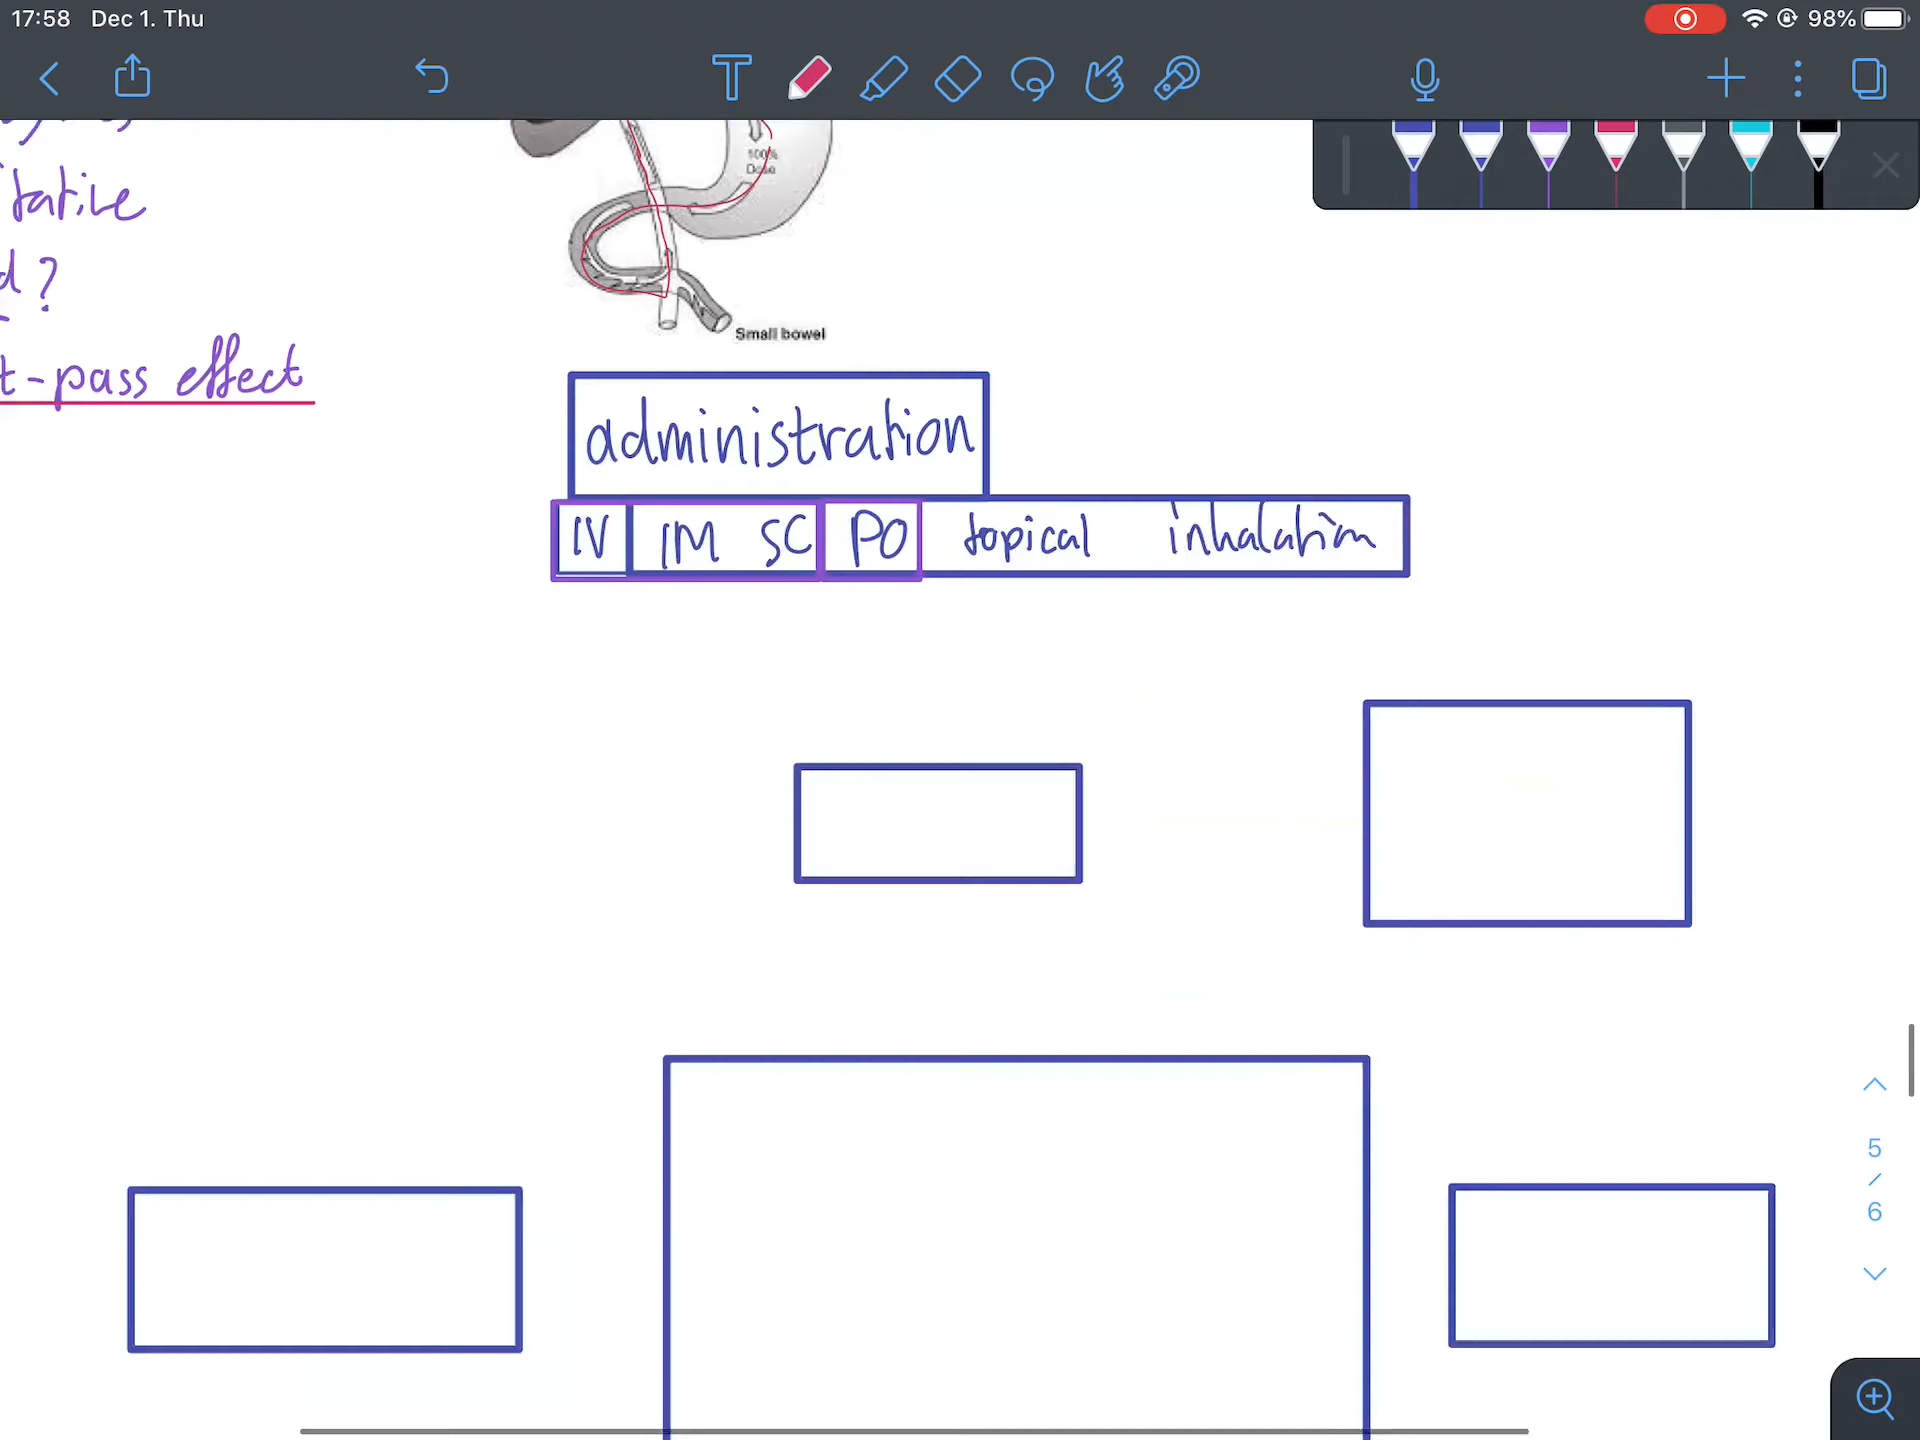 17:58 Dec 1. Thu 98%
T
100%
Dose
tative
d?
Small bowel
t-pass effect
administration
IV IM SC PO topical inhalation
5
/
6